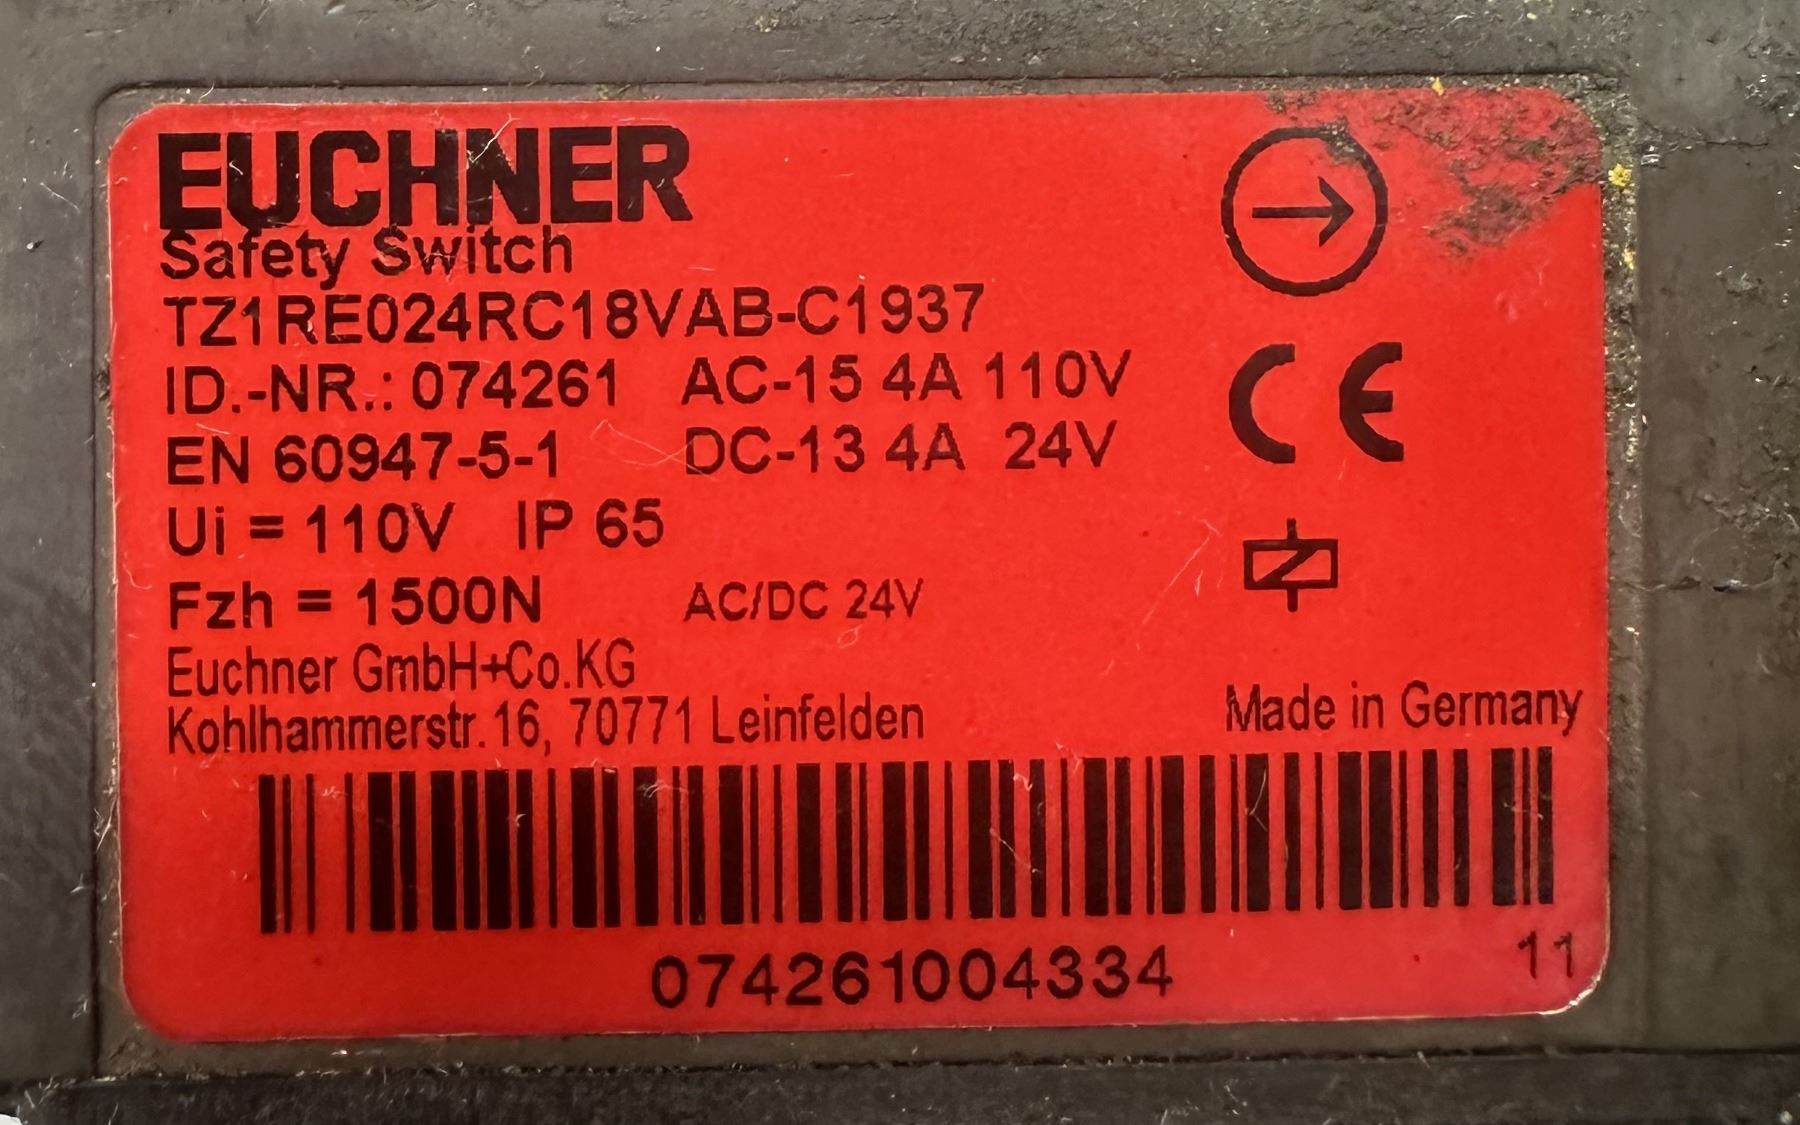 EUCHNER
Safety Switch
TZ1RE024RC18VAB-C1937
ID.-NR.: 074261 AC-15 4A 110V
EN 60947-5-1 DC-13 4A 24V
Ui = 110V IP 65
Fzh = 1500N AC/DC 24V
Euchner GmbH+Co.KG
Kohlhammerstr.16, 70771 Leinfelden
Made in Germany
CE
074261004334
11